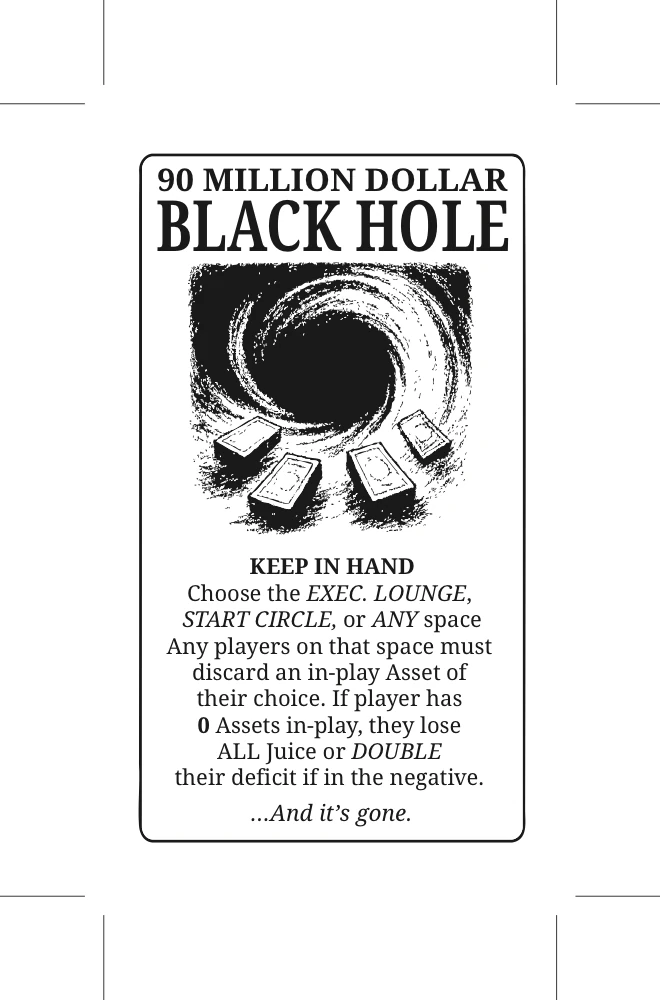 90 MILLION DOLLAR
BLACK HOLE
KEEP IN HAND
Choose the EXEC. LOUNGE,
START CIRCLE, or ANY space
Any players on that space must
discard an in-play Asset of
their choice. If player has
0 Assets in-play, they lose
ALL Juice or DOUBLE
their deficit if in the negative.
...And it's gone.